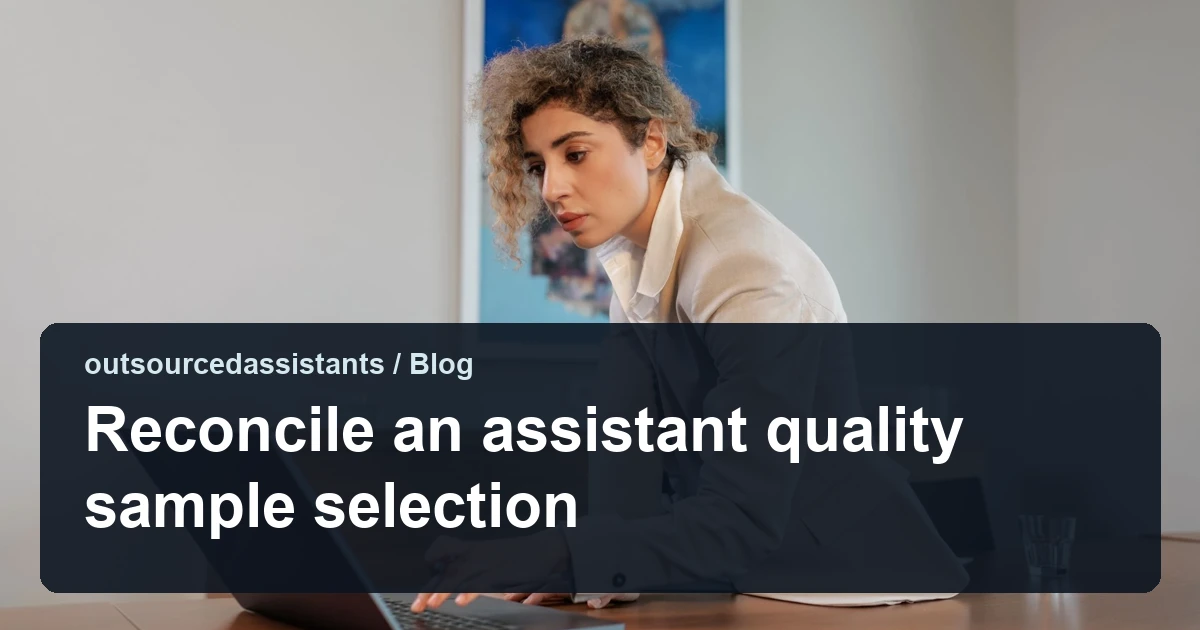 outsourcedassistants / Blog
Reconcile an assistant quality
sample selection